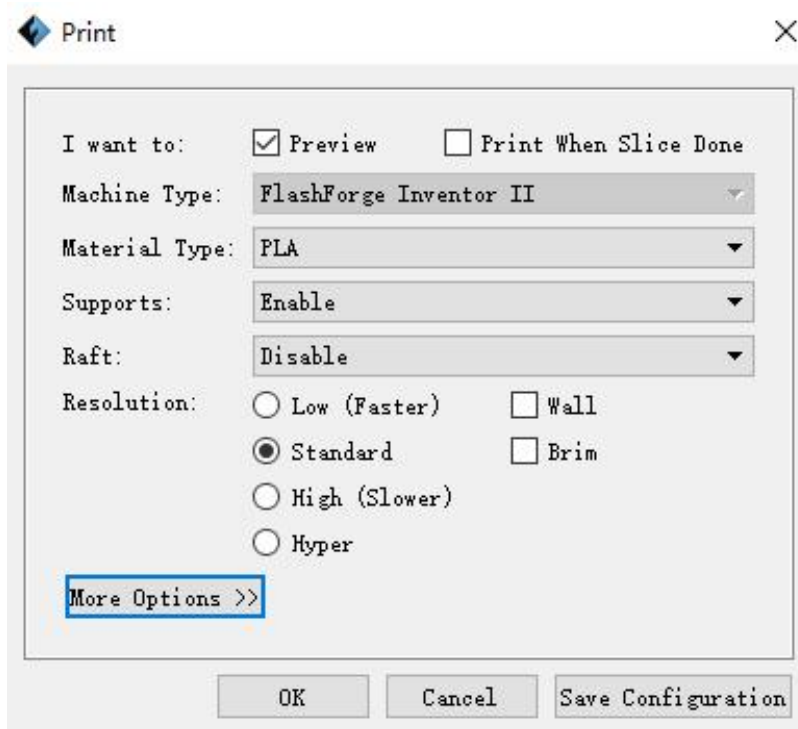 Print
I want to: Preview Print When Slice Done
Machine Type: FlashForge Inventor II
Material Type: PLA
Supports: Enable
Raft: Disable
Resolution: Low (Faster) Wall
Standard Brim
High (Slower)
Hyper
More Options >>
OK Cancel Save Configuration